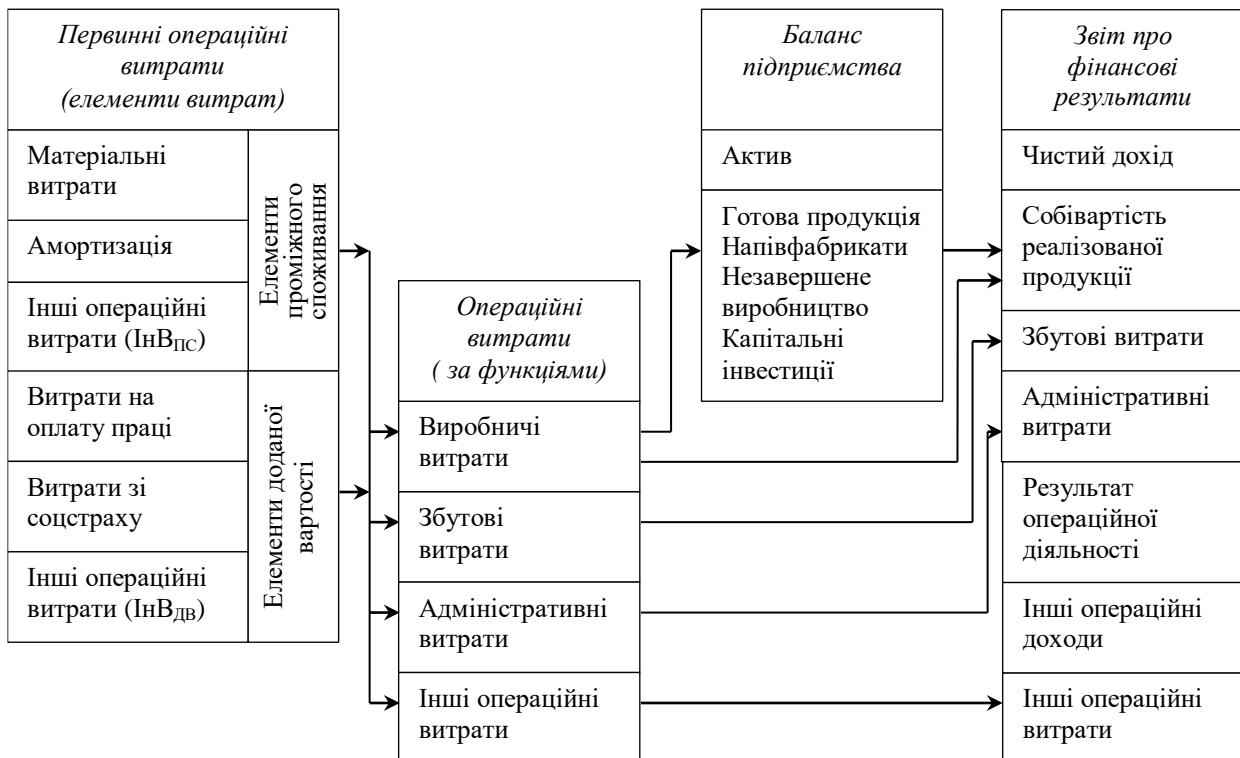 Первинні операційні
витрати
(елементи витрат)
Матеріальні
витрати
Амортизація
Інші операційні
витрати (ІнВПС)
Витрати на
оплату праці
Витрати зі
соцстраху
Інші операційні
витрати (ІнВДВ)
Елементи
проміжного
споживання
Елементи доданої
вартості
Операційні
витрати
( за функціями)
Виробничі
витрати
Збутові
витрати
Адміністративні
витрати
Інші операційні
витрати
Баланс
підприємства
Актив
Готова продукція
Напівфабрикати
Незавершене
виробництво
Капітальні
інвестиції
Звіт про
фінансові
результати
Чистий дохід
Собівартість
реалізованої
продукції
Збутові витрати
Адміністративні
витрати
Результат
операційної
діяльності
Інші операційні
доходи
Інші операційні
витрати